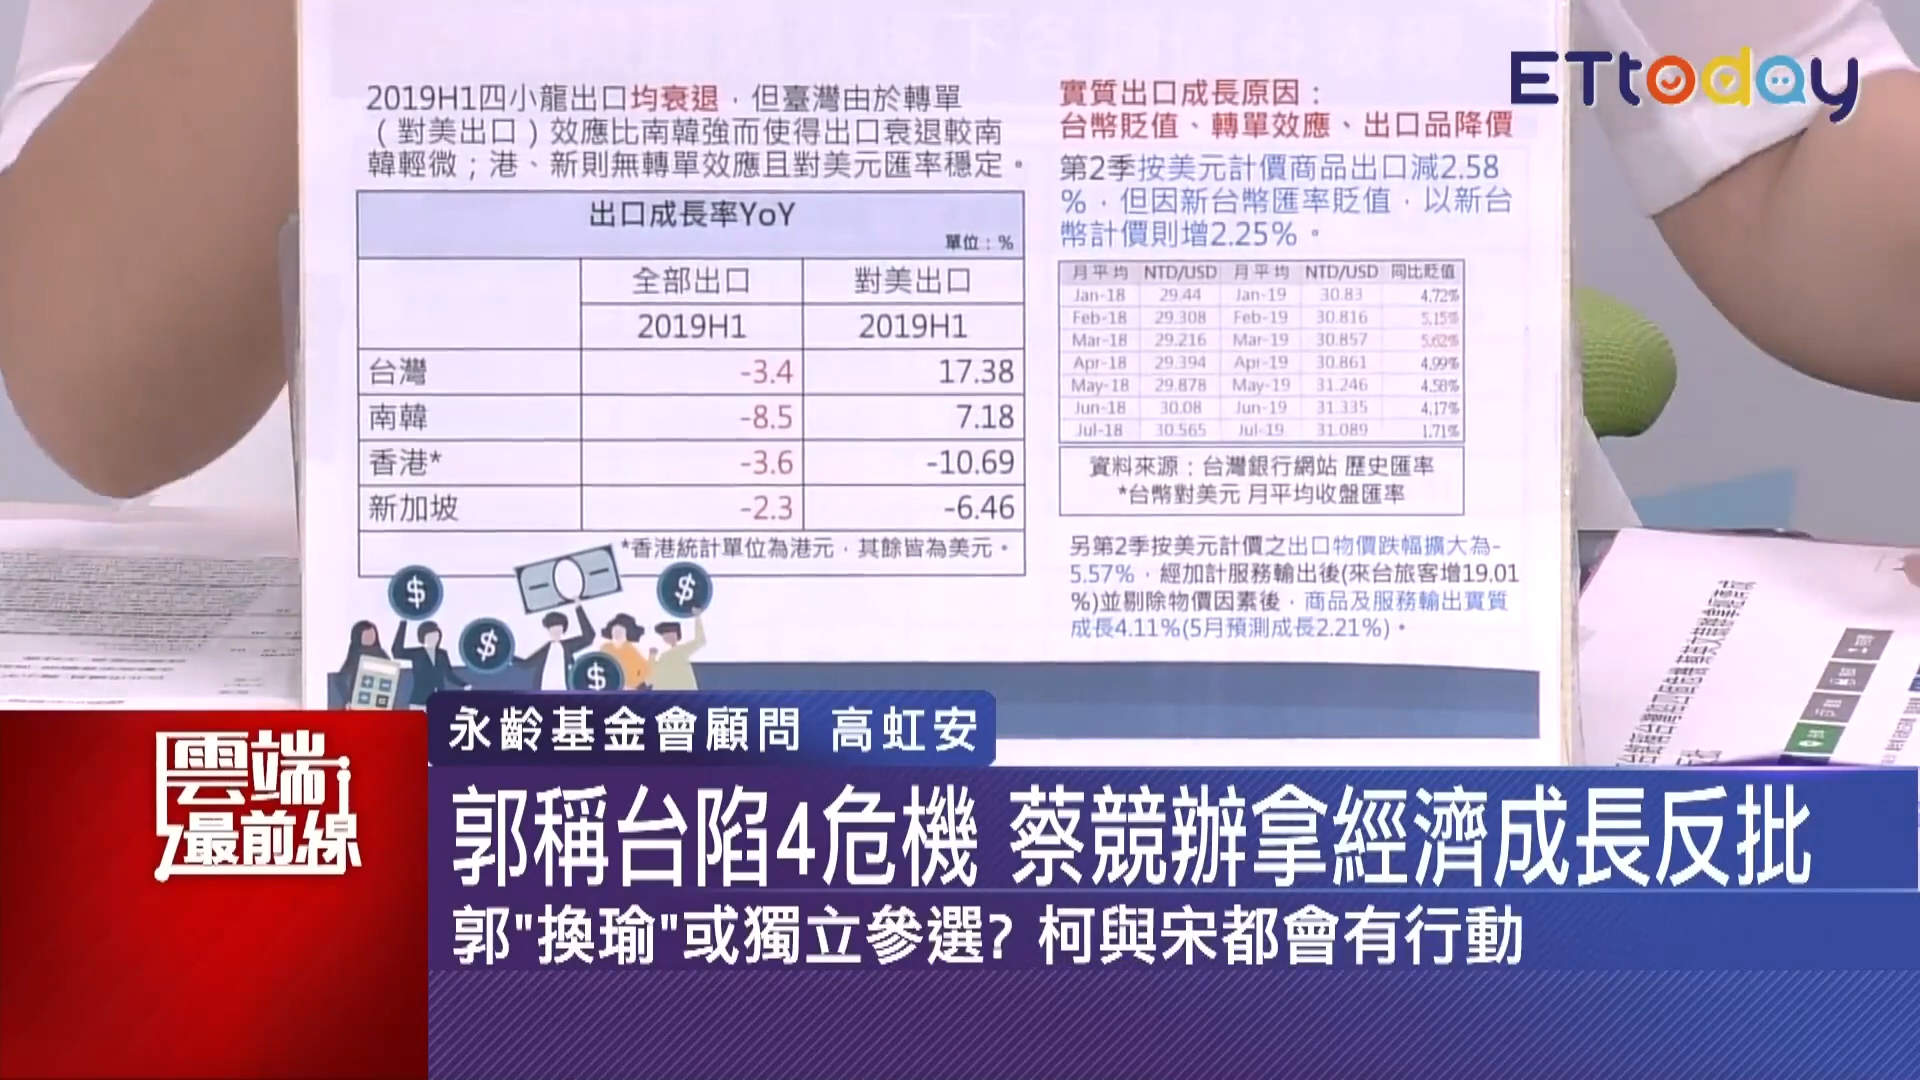 ETtoday
2019H1四小龍出口均衰退，但臺灣由於轉單
（對美出口）效應比南韓強而使得出口衰退較南
韓輕微；港、新則無轉單效應且對美元匯率穩定。
出口成長率YoY
單位：%
全部出口 對美出口
2019H1 2019H1
台灣 -3.4 17.38
南韓 -8.5 7.18
香港* -3.6 -10.69
新加坡 -2.3 -6.46
*香港統計單位為港元，其餘皆為美元。
實質出口成長原因：
台幣貶值、轉單效應、出口品降價
第2季按美元計價商品出口減2.58
%，但因新台幣匯率貶值，以新台
幣計價則增2.25%。
月平均 NTD/USD 月平均 NTD/USD 同比貶值
Jan-18 29.44 Jan-19 30.83 4.72%
Feb-18 29.308 Feb-19 30.816 5.15%
Mar-18 29.216 Mar-19 30.857 5.62%
Apr-18 29.394 Apr-19 30.861 4.99%
May-18 29.878 May-19 31.246 4.58%
Jun-18 30.08 Jun-19 31.335 4.17%
Jul-18 30.565 Jul-19 31.089 1.71%
資料來源：台灣銀行網站 歷史匯率
*台幣對美元 月平均收盤匯率
另第2季按美元計價之出口物價跌幅擴大為-
5.57%，經加計服務輸出後(來台旅客增19.01
%)並剔除物價因素後，商品及服務輸出實質
成長4.11%(5月預測成長2.21%)。
$
$
$
$
永齡基金會顧問 高虹安
雲端
最前線
郭稱台陷4危機 蔡競辦拿經濟成長反批
郭"換瑜"或獨立參選? 柯與宋都會有行動